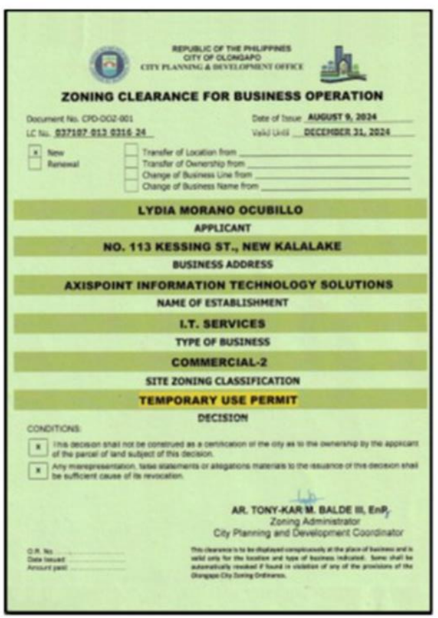 REPUBLIC OF THE PHILIPPINES
CITY OF OLONGAPO
CITY PLANNING & DEVELOPMENT OFFICE
ZONING CLEARANCE FOR BUSINESS OPERATION
Document No. CPD-DOZ-001 Date of Issue AUGUST 9, 2024
LC No. 037107 013 0316 24 Valid Until DECEMBER 31, 2024
x New Transfer of Location from
Renewal Transfer of Ownership from
Change of Business Line from
Change of Business Name from
LYDIA MORANO OCUBILLO
APPLICANT
NO. 113 KESSING ST., NEW KALALAKE
BUSINESS ADDRESS
AXISPOINT INFORMATION TECHNOLOGY SOLUTIONS
NAME OF ESTABLISHMENT
I.T. SERVICES
TYPE OF BUSINESS
COMMERCIAL-2
SITE ZONING CLASSIFICATION
TEMPORARY USE PERMIT
DECISION
CONDITIONS:
x This decision shall not be construed as a certification of the city as to the ownership by the applicant
of the parcel of land subject of this decision.
x Any misrepresentation, false statements or allegations materials to the issuance of this decision shall
be sufficient cause of its revocation.
AR. TONY-KAR M. BALDE III, EnP.
Zoning Administrator
City Planning and Development Coordinator
O.R. No.
Date Issued
Amount paid
This clearance is to be displayed conspicuously at the place of business and is
valid only for the location and type of business indicated. Same shall be
automatically revoked if found in violation of any of the provisions of the
Olongapo City Zoning Ordinance.